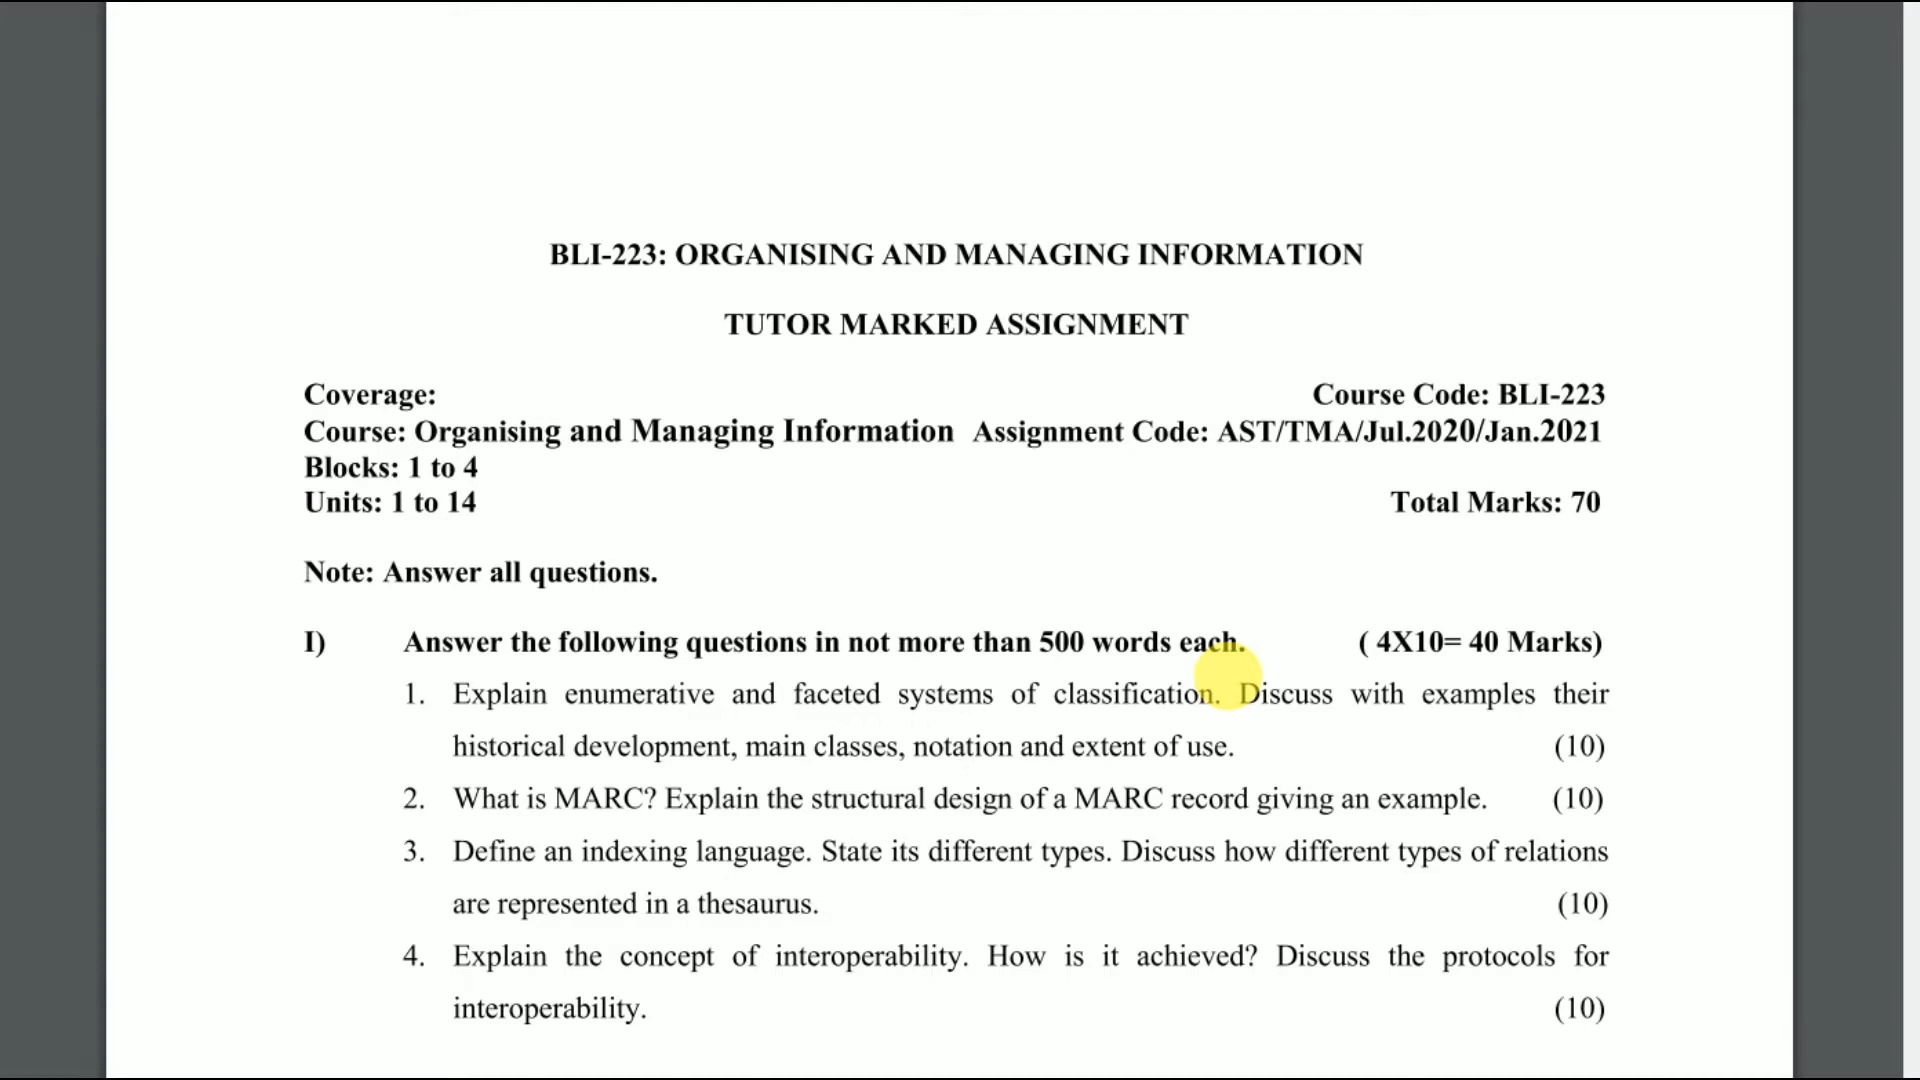 BLI-223: ORGANISING AND MANAGING INFORMATION
TUTOR MARKED ASSIGNMENT
Coverage: Course Code: BLI-223
Course: Organising and Managing Information Assignment Code: AST/TMA/Jul.2020/Jan.2021
Blocks: 1 to 4
Units: 1 to 14 Total Marks: 70
Note: Answer all questions.
I) Answer the following questions in not more than 500 words each. ( 4X10= 40 Marks)
1. Explain enumerative and faceted systems of classification. Discuss with examples their
historical development, main classes, notation and extent of use. (10)
2. What is MARC? Explain the structural design of a MARC record giving an example. (10)
3. Define an indexing language. State its different types. Discuss how different types of relations
are represented in a thesaurus. (10)
4. Explain the concept of interoperability. How is it achieved? Discuss the protocols for
interoperability. (10)